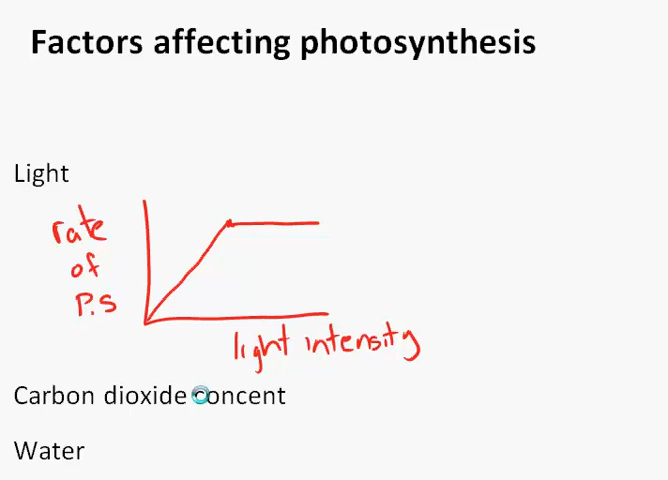 Factors affecting photosynthesis
Light
rate
of
P.S
light intensity
Carbon dioxide concent
Water